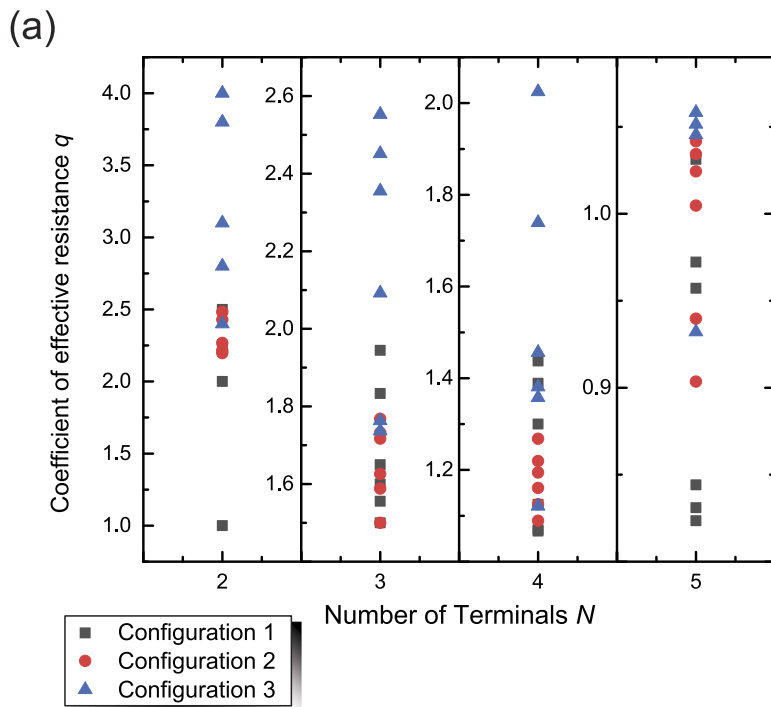 (a)
Coefficient of effective resistance q
4.0
3.5
3.0
2.5
2.0
1.5
1.0
2.6
2.4
2.2
2.0
1.8
1.6
2.0
1.8
1.6
1.4
1.2
1.0
0.9
2 3 4 5
Number of Terminals N
Configuration 1
Configuration 2
Configuration 3